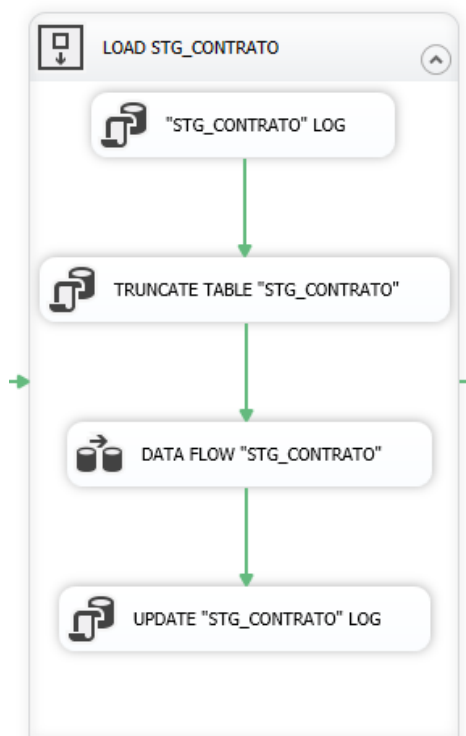 LOAD STG_CONTRATO
"STG_CONTRATO" LOG
TRUNCATE TABLE "STG_CONTRATO"
DATA FLOW "STG_CONTRATO"
UPDATE "STG_CONTRATO" LOG